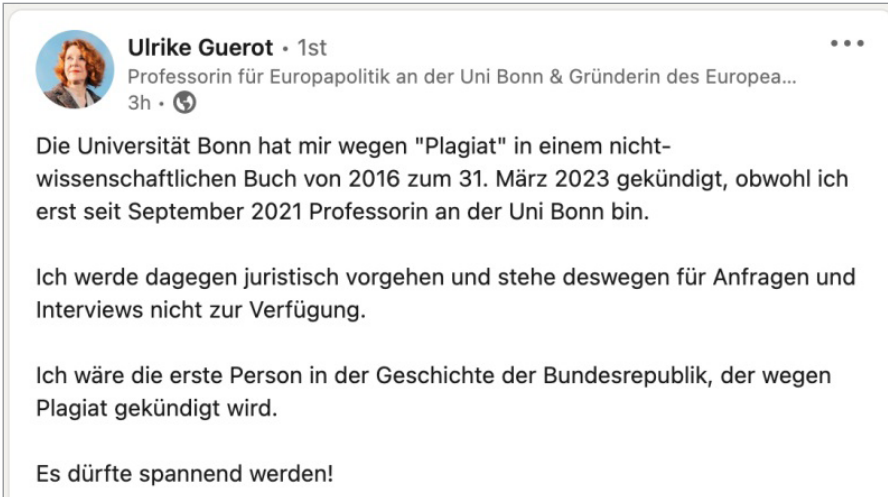 Ulrike Guerot • 1st
Professorin für Europapolitik an der Uni Bonn & Gründerin des Europea...
3h •
Die Universität Bonn hat mir wegen "Plagiat" in einem nicht-
wissenschaftlichen Buch von 2016 zum 31. März 2023 gekündigt, obwohl ich
erst seit September 2021 Professorin an der Uni Bonn bin.
Ich werde dagegen juristisch vorgehen und stehe deswegen für Anfragen und
Interviews nicht zur Verfügung.
Ich wäre die erste Person in der Geschichte der Bundesrepublik, der wegen
Plagiat gekündigt wird.
Es dürfte spannend werden!